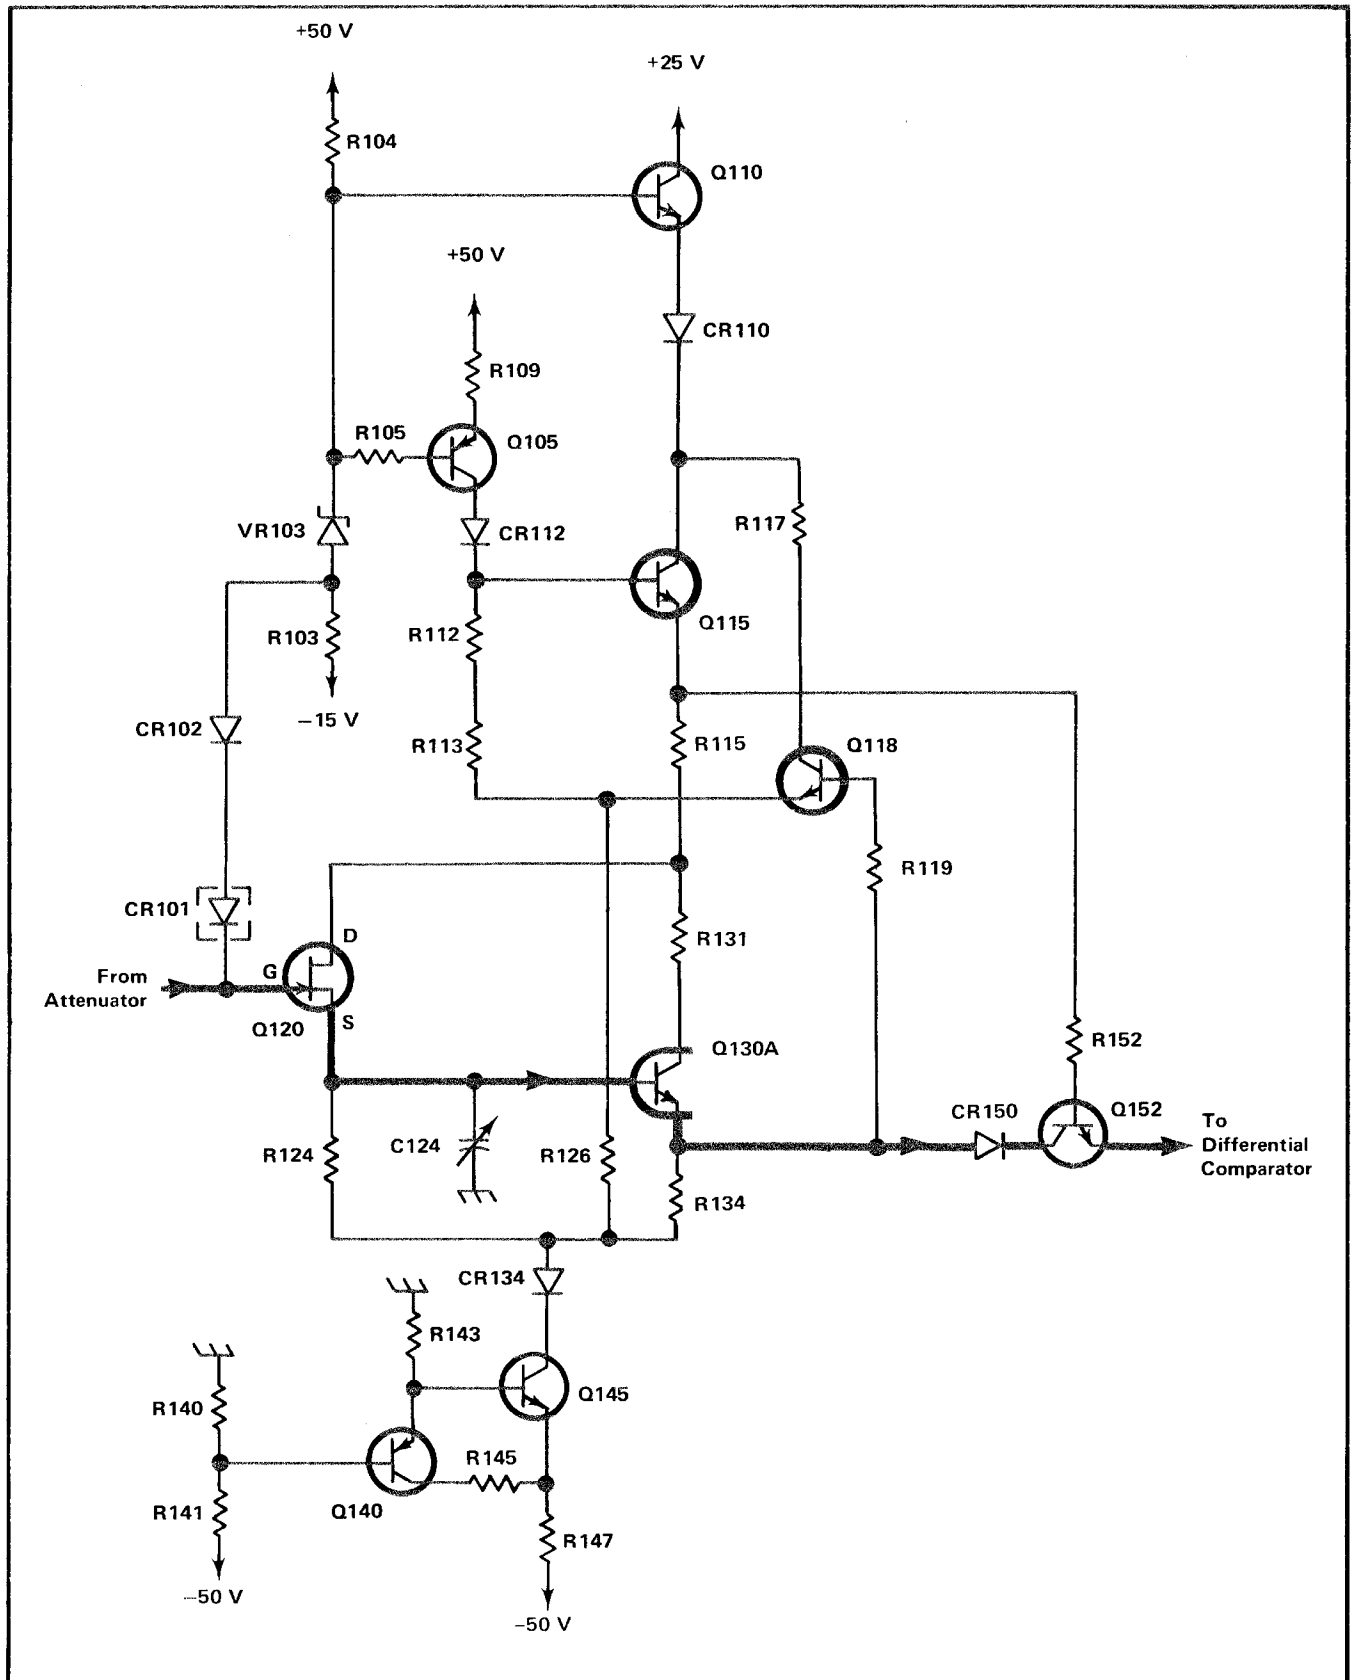 +50 V
+25 V
R104
Q110
+50 V
CR110
R109
R105
Q105
R117
VR103
CR112
R103
R112
Q115
−15 V
CR102
R113
R115
Q118
R119
CR101
D
R131
From
Attenuator
G
Q120
S
Q130A
R152
CR150
Q152
To
Differential
Comparator
R124
C124
R126
R134
CR134
R143
R140
Q145
R145
R141
Q140
R147
−50 V
−50 V